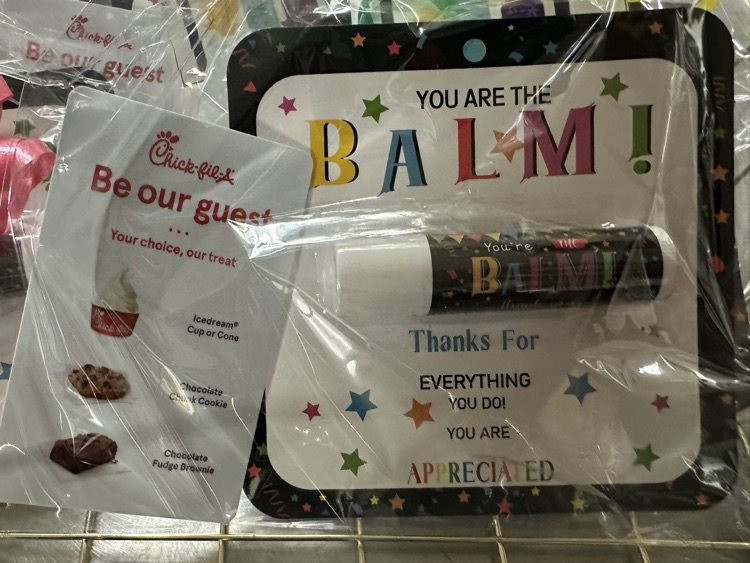 Chick-fil-A
Be our guest
Chick-fil-A
Be our guest
Your choice, our treat
Icedream®
Cup or Cone
Chocolate
Chunk Cookie
Chocolate
Fudge Brownie
YOU ARE THE
BALM!
You're THE
BALM!
Thanks For
EVERYTHING
YOU DO!
YOU ARE
APPRECIATED